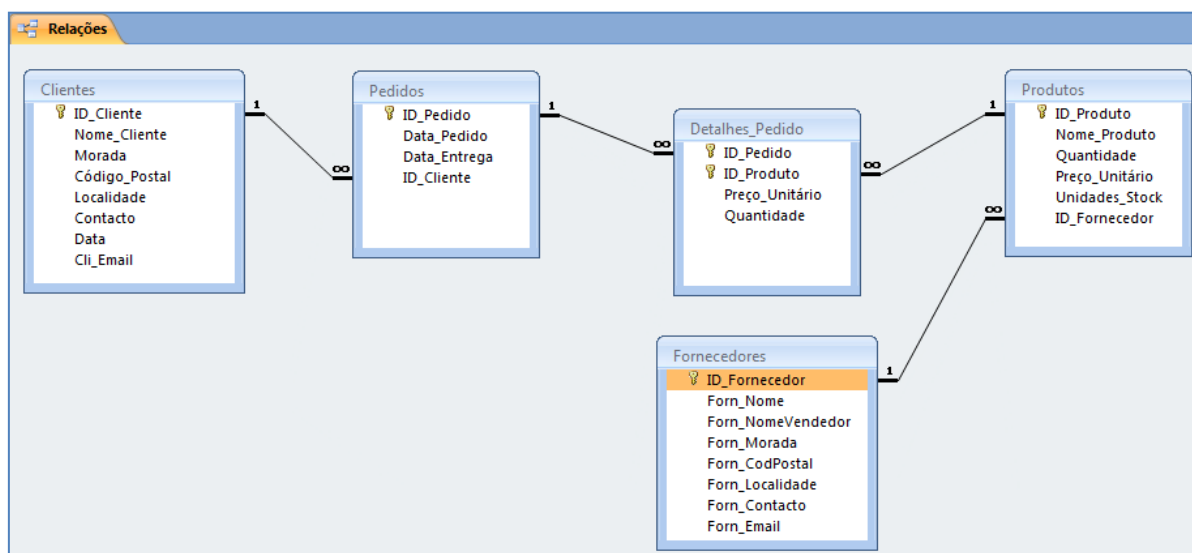 Relações
Clientes
ID_Cliente
Nome_Cliente
Morada
Código_Postal
Localidade
Contacto
Data
Cli_Email
1
∞
Pedidos
ID_Pedido
Data_Pedido
Data_Entrega
ID_Cliente
1
∞
Detalhes_Pedido
ID_Pedido
ID_Produto
Preço_Unitário
Quantidade
∞
1
Produtos
ID_Produto
Nome_Produto
Quantidade
Preço_Unitário
Unidades_Stock
ID_Fornecedor
∞
1
Fornecedores
ID_Fornecedor
Forn_Nome
Forn_NomeVendedor
Forn_Morada
Forn_CodPostal
Forn_Localidade
Forn_Contacto
Forn_Email